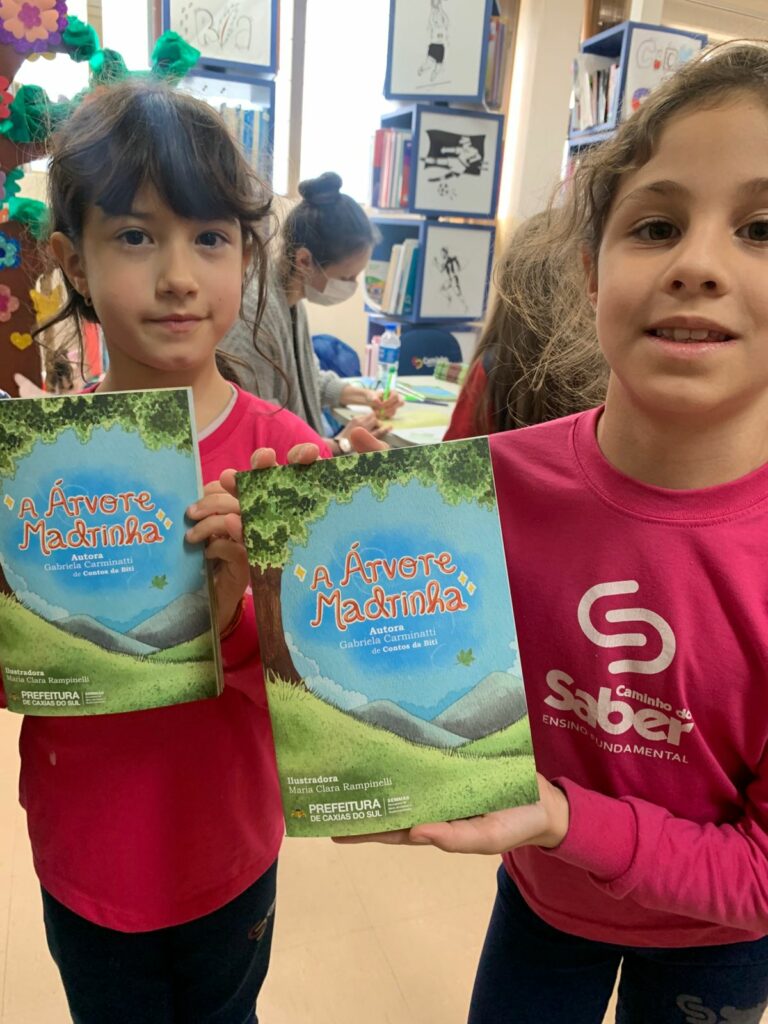 A Árvore
Madrinha
Autora
Gabriela Carminatti
de Contos da Biti
Ilustradora
Maria Clara Rampinelli
PREFEITURA
DE CAXIAS DO SUL
A Árvore
Madrinha
Autora
Gabriela Carminatti
de Contos da Biti
Ilustradora
Maria Clara Rampinelli
PREFEITURA
DE CAXIAS DO SUL
SEMMAS
Caminho do
Saber
ENSINO FUNDAMENTAL